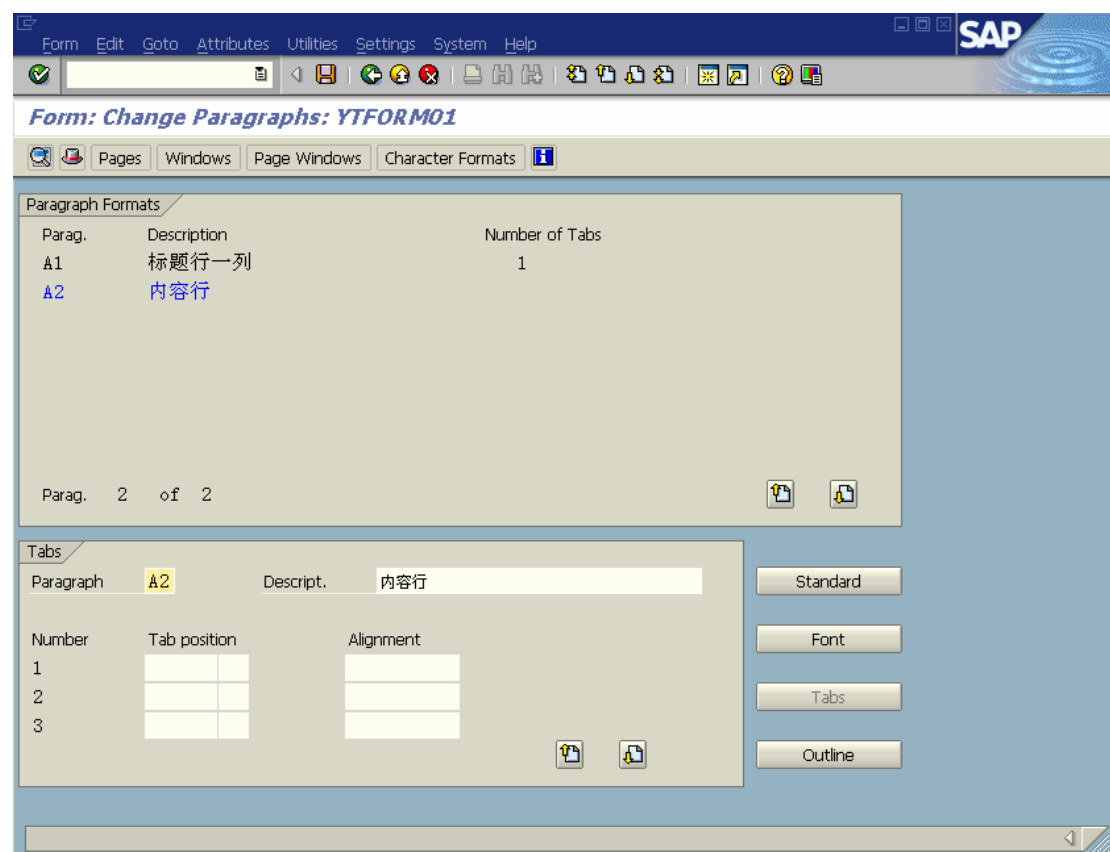 Form Edit Goto Attributes Utilities Settings System Help
SAP
Form: Change Paragraphs: YTFORM01
Pages Windows Page Windows Character Formats
Paragraph Formats
Parag. Description Number of Tabs
A1 标题行一列 1
A2 内容行
Parag. 2 of 2
Tabs
Paragraph A2 Descript. 内容行 Standard
Number Tab position Alignment Font
1
2 Tabs
3
Outline